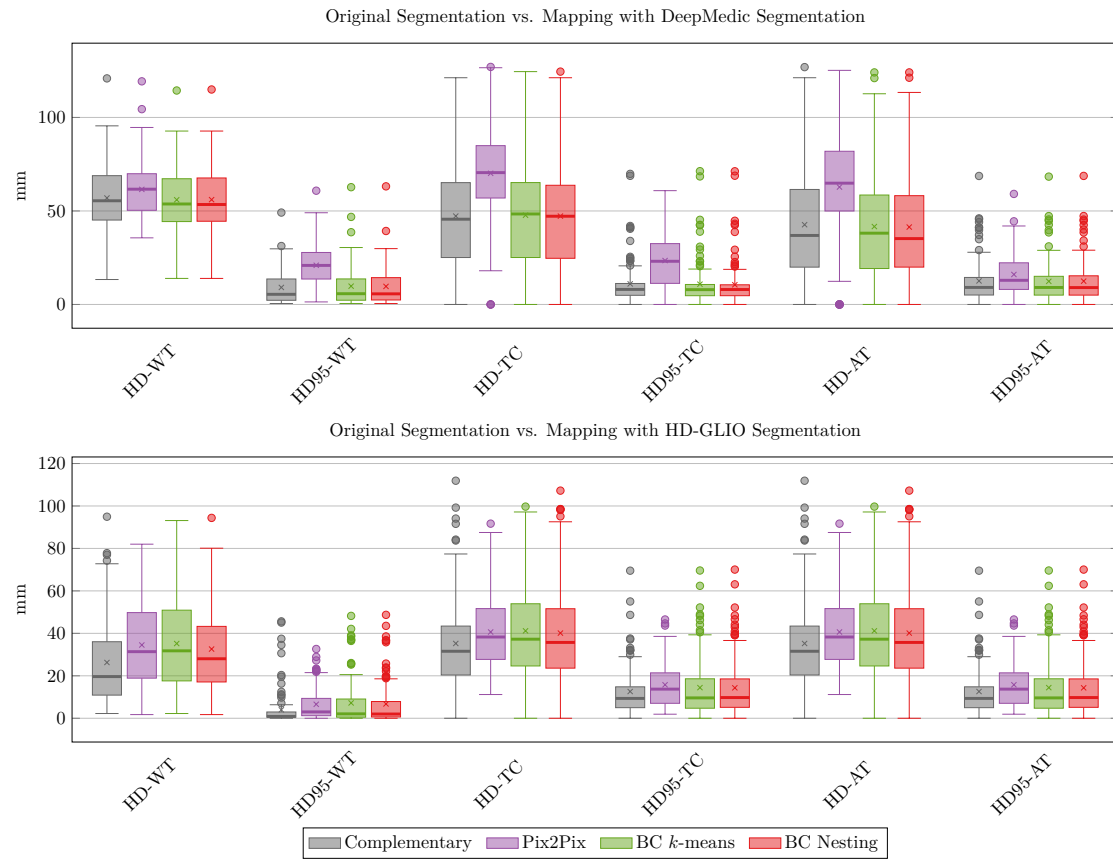 Original Segmentation vs. Mapping with DeepMedic Segmentation
mm
100
50
0
HD-WT
HD95-WT
HD-TC
HD95-TC
HD-AT
HD95-AT
Original Segmentation vs. Mapping with HD-GLIO Segmentation
mm
120
100
80
60
40
20
0
HD-WT
HD95-WT
HD-TC
HD95-TC
HD-AT
HD95-AT
Complementary Pix2Pix BC k-means BC Nesting